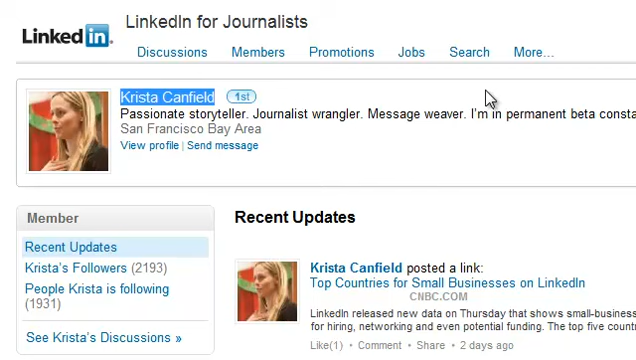 LinkedIn for Journalists
Linked in.
Discussions Members Promotions Jobs Search More...
Krista Canfield 1st
Passionate storyteller. Journalist wrangler. Message weaver. I'm in permanent beta consta
San Francisco Bay Area
View profile | Send message
Member
Recent Updates
Krista's Followers (2193)
People Krista is following
(1931)
See Krista's Discussions »
Recent Updates
Krista Canfield posted a link:
Top Countries for Small Businesses on LinkedIn
CNBC.COM
LinkedIn released new data on Thursday that shows small-busines
for hiring, networking and even potential funding. The top five countri
Like(1) • Comment • Share • 2 days ago